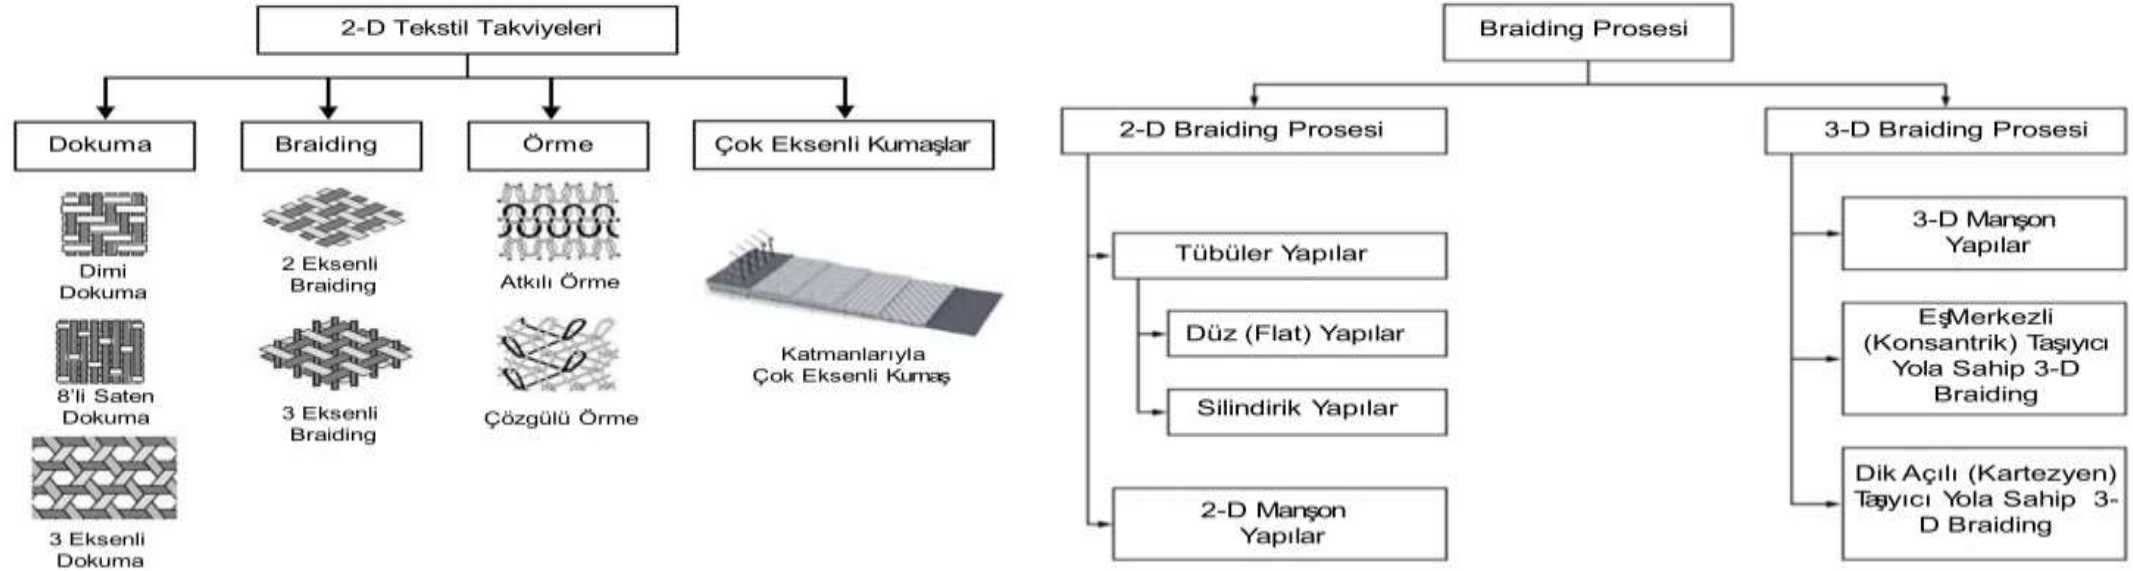 2-D Tekstil Takviyeleri
Dokuma
Braiding
Örme
Çok Eksenli Kumaşlar
Dimi
Dokuma
8'li Saten
Dokuma
3 Eksenli
Dokuma
2 Eksenli
Braiding
3 Eksenli
Braiding
Atkılı Örme
Çözgülü Örme
Katmanlarıyla
Çok Eksenli Kumaş
Braiding Prosesi
2-D Braiding Prosesi
Tübüler Yapılar
Düz (Flat) Yapılar
Silindirik Yapılar
2-D Manşon
Yapılar
3-D Braiding Prosesi
3-D Manşon
Yapılar
EşMerkezli
(Konsantrik) Taşıyıcı
Yola Sahip 3-D
Braiding
Dik Açılı (Kartezyen)
Taşıyıcı Yola Sahip 3-
D Braiding